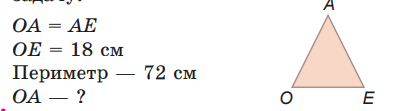 OA = AE
OE = 18 см
Периметр — 72 см
OA — ?
A
O
E